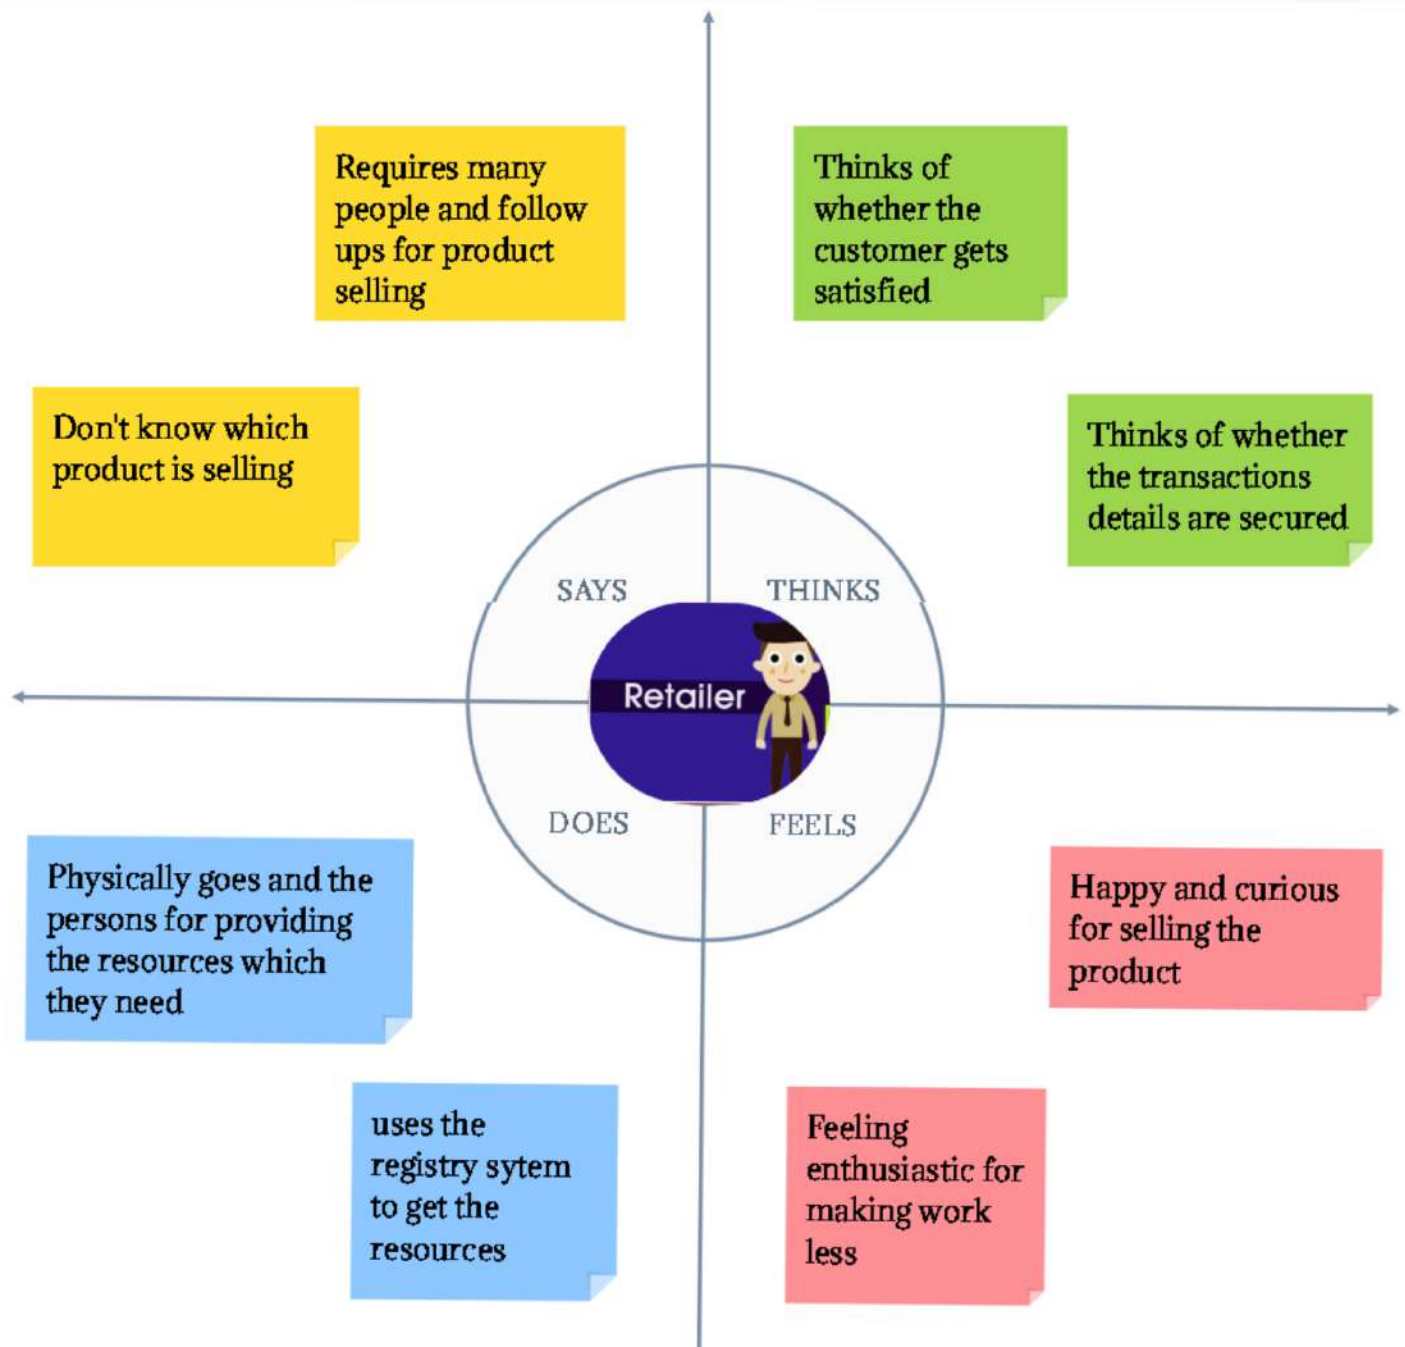 Requires many
people and follow
ups for product
selling
Thinks of
whether the
customer gets
satisfied
Don't know which
product is selling
Thinks of whether
the transactions
details are secured
SAYS
THINKS
Retailer
DOES
FEELS
Physically goes and the
persons for providing
the resources which
they need
Happy and curious
for selling the
product
uses the
registry sytem
to get the
resources
Feeling
enthusiastic for
making work
less